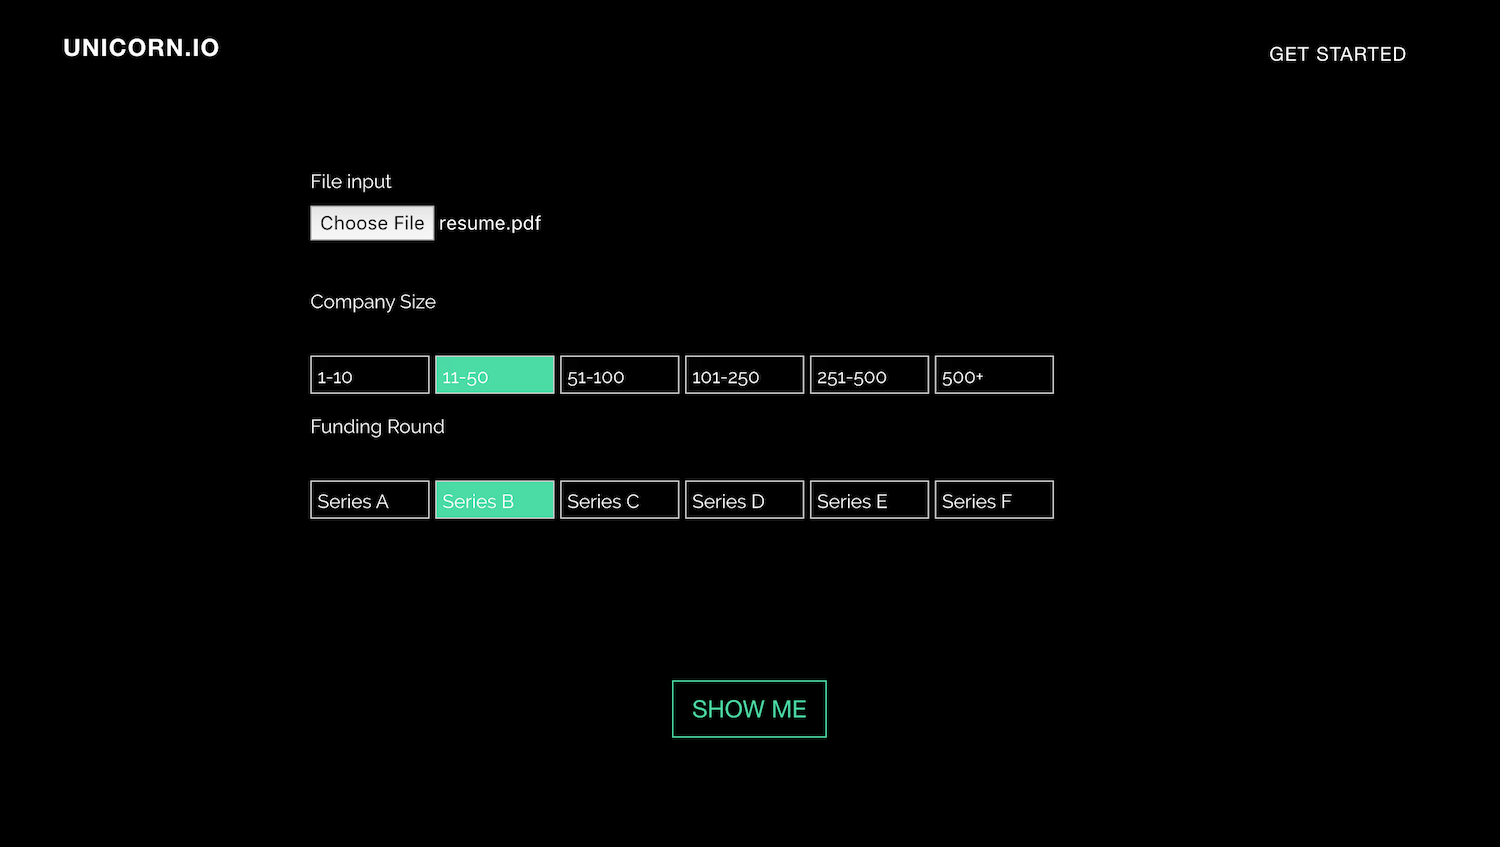 UNICORN.IO
GET STARTED
File input
Choose File resume.pdf
Company Size
1-10 11-50 51-100 101-250 251-500 500+
Funding Round
Series A Series B Series C Series D Series E Series F
SHOW ME